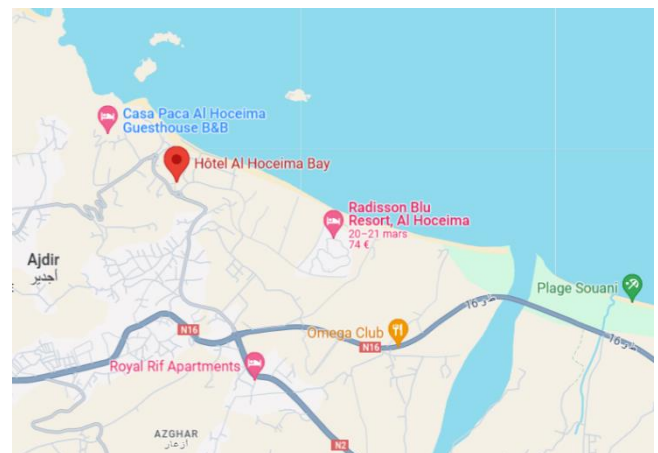 Casa Paca Al Hoceima
Guesthouse B&B
Hôtel Al Hoceima Bay
Radisson Blu
Resort, Al Hoceima
20–21 mars
74 €
Ajdir
أجدير
Plage Souani
N16
Omega Club
N16
Royal Rif Apartments
AZGHAR
أزغار
N2